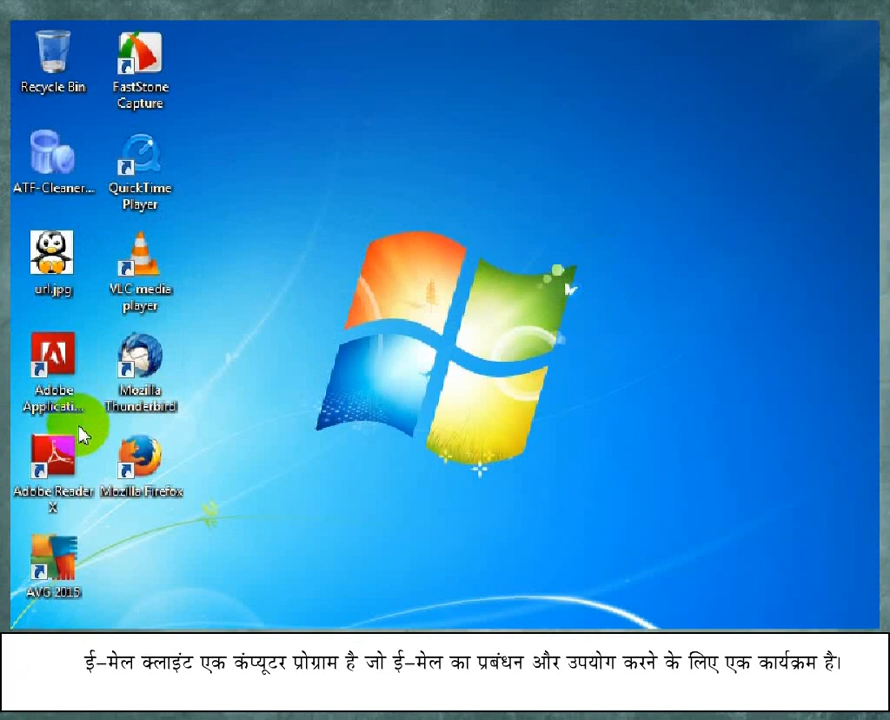 Recycle Bin
FastStone
Capture
ATF-Cleaner...
QuickTime
Player
url.jpg
VLC media
player
Adobe
Applicati...
Mozilla
Thunderbird
Adobe Reader
X
Mozilla Firefox
AVG 2015
ई-मेल क्लाइंट एक कंप्यूटर प्रोग्राम है जो ई-मेल का प्रबंधन और उपयोग करने के लिए एक कार्यक्रम है।